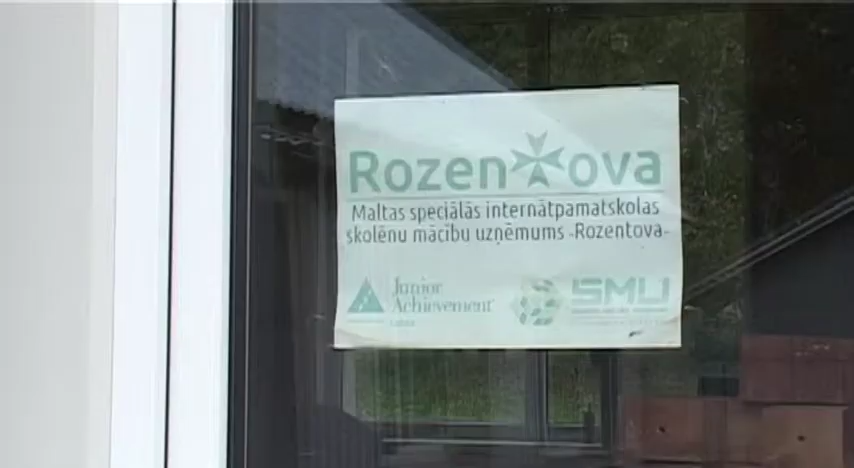 Rozentova
Maltas speciālās internātpamatskolas
skolēnu mācību uzņēmums -Rozentova-
Junior
Achievement
SMU